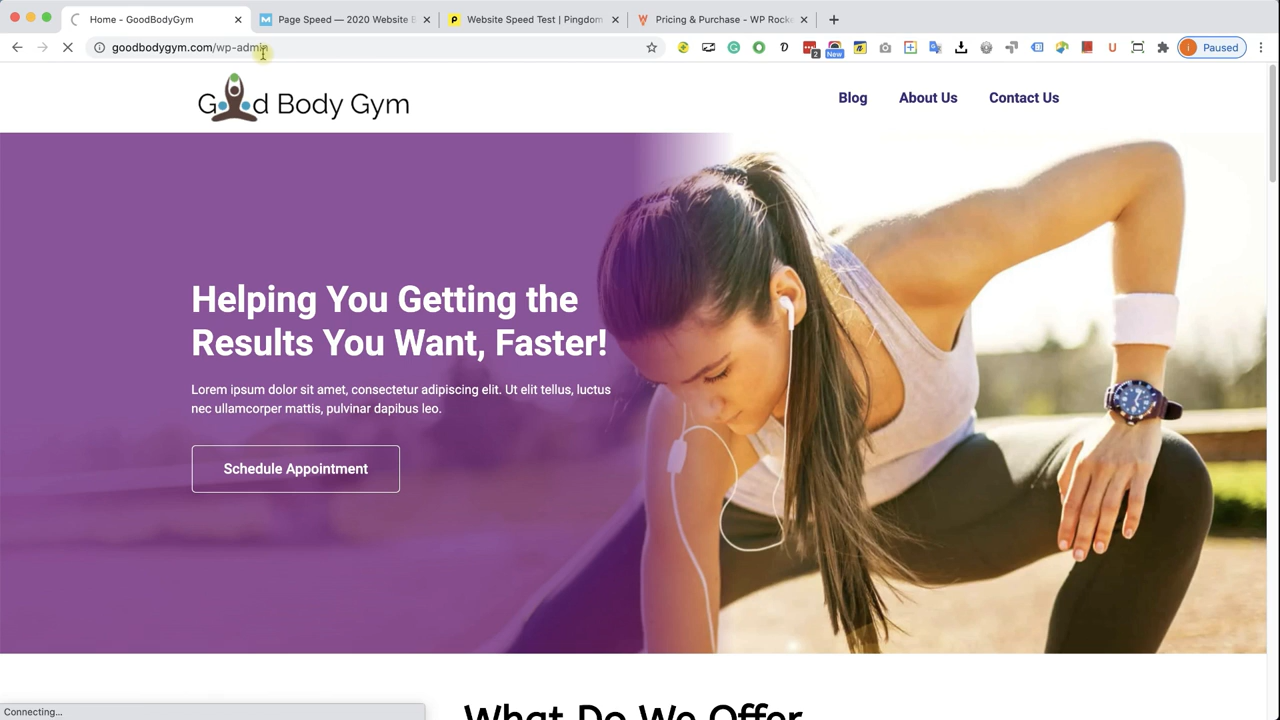 Home - GoodBodyGym
Page Speed — 2020 Website B
Website Speed Test | Pingdom
Pricing & Purchase - WP Rocke
goodbodygym.com/wp-admin
2
New
Paused
G d Body Gym
Blog
About Us
Contact Us
Helping You Getting the
Results You Want, Faster!
Lorem ipsum dolor sit amet, consectetur adipiscing elit. Ut elit tellus, luctus
nec ullamcorper mattis, pulvinar dapibus leo.
Schedule Appointment
What Do We Offer
Connecting...